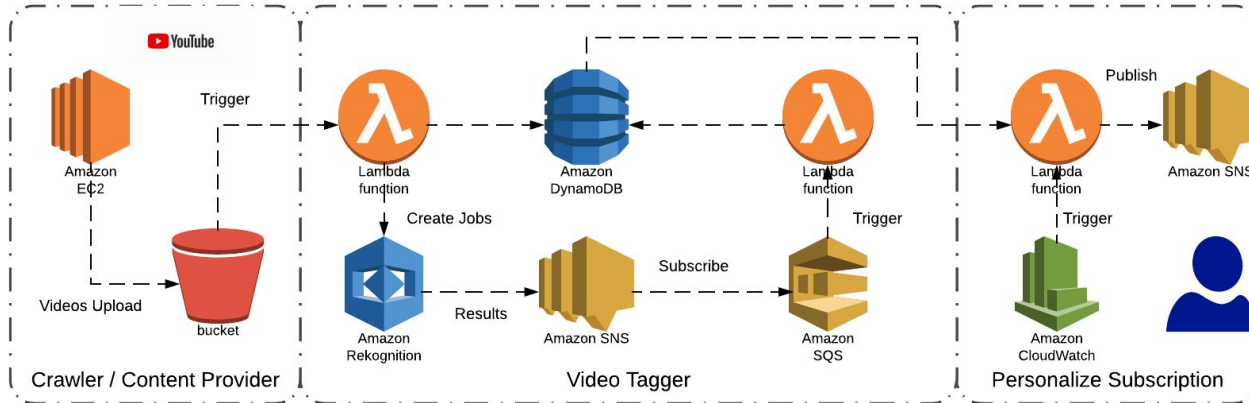 YouTube
Trigger
Amazon
EC2
Videos Upload
bucket
Crawler / Content Provider
Lambda
function
Amazon
DynamoDB
Lambda
function
Create Jobs
Trigger
Subscribe
Results
Amazon
Rekognition
Amazon SNS
Amazon
SQS
Video Tagger
Publish
Lambda
function
Amazon SNS
Trigger
Amazon
CloudWatch
Personalize Subscription